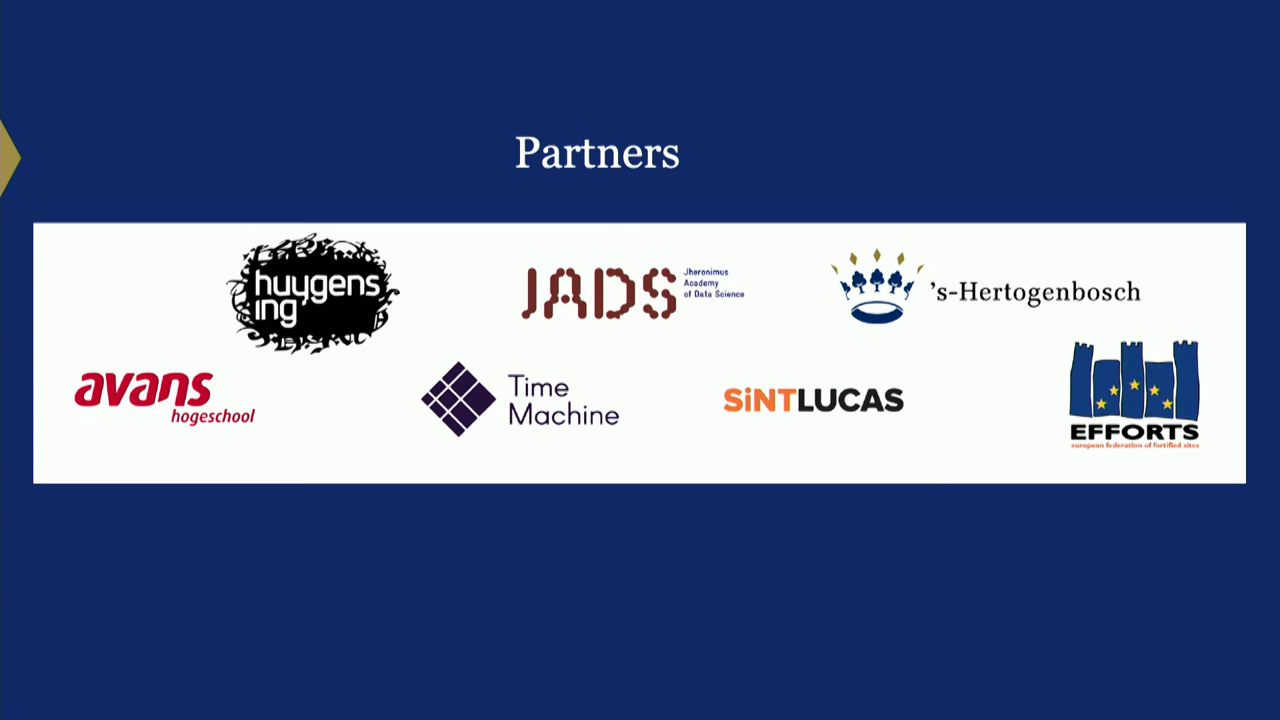 Partners
huygens
ing
JADS
Jheronimus
Academy
of Data Science
's-Hertogenbosch
avans
hogeschool
Time
Machine
SiNTLUCAS
EFFORTS
european federation of fortified sites